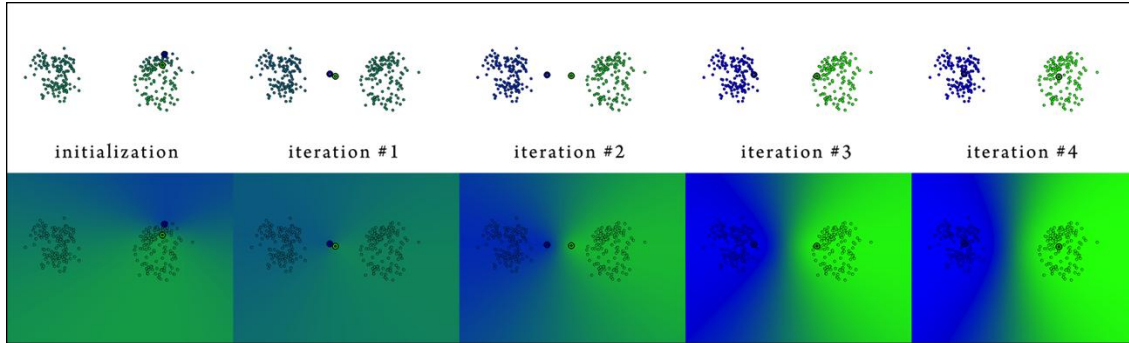 initialization
iteration #1
iteration #2
iteration #3
iteration #4